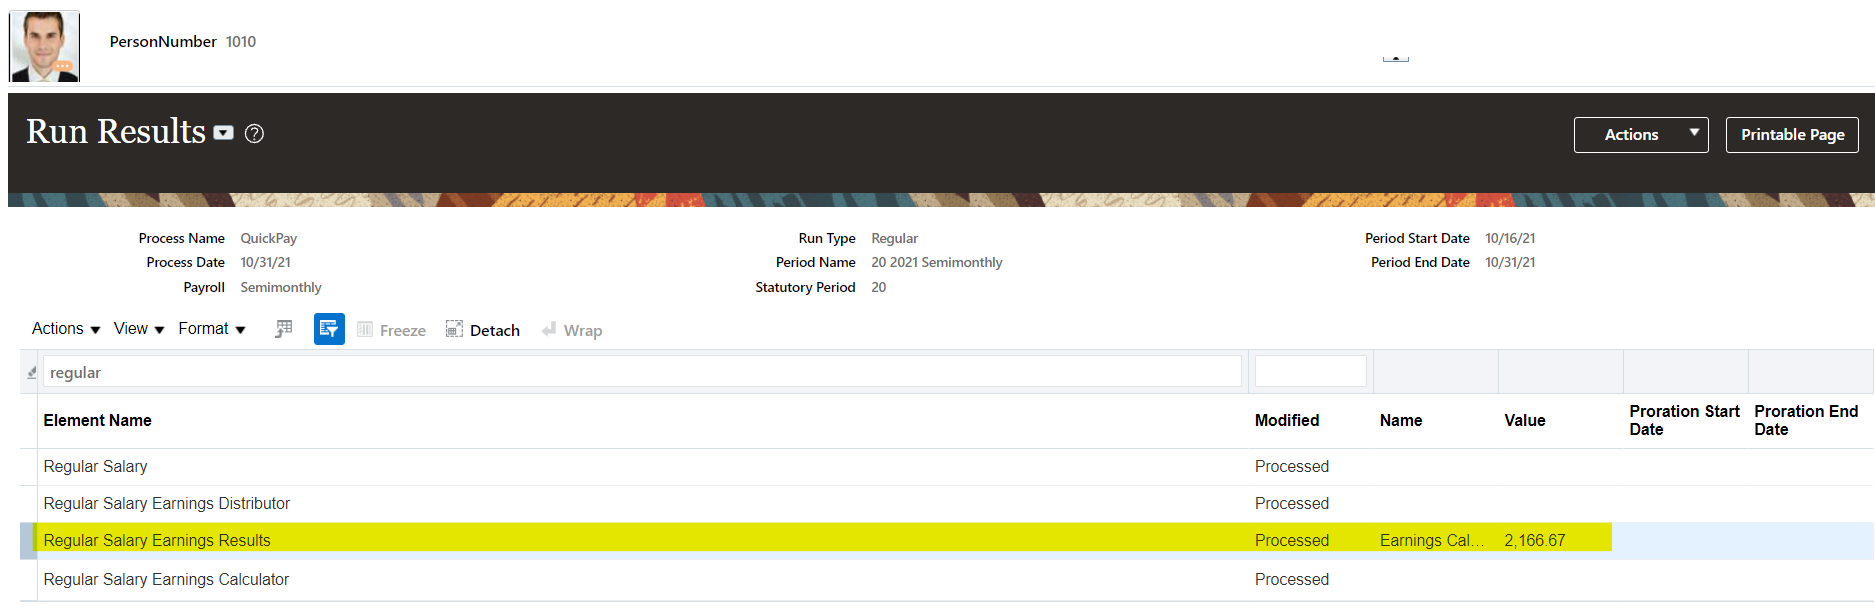 PersonNumber 1010
Run Results
Actions
Printable Page
Process Name QuickPay
Run Type Regular
Period Start Date 10/16/21
Process Date 10/31/21
Period Name 20 2021 Semimonthly
Period End Date 10/31/21
Payroll Semimonthly
Statutory Period 20
Actions View Format Freeze Detach Wrap
regular
Element Name Modified Name Value Proration Start Date Proration End Date
Regular Salary Processed
Regular Salary Earnings Distributor Processed
Regular Salary Earnings Results Processed Earnings Cal... 2,166.67
Regular Salary Earnings Calculator Processed